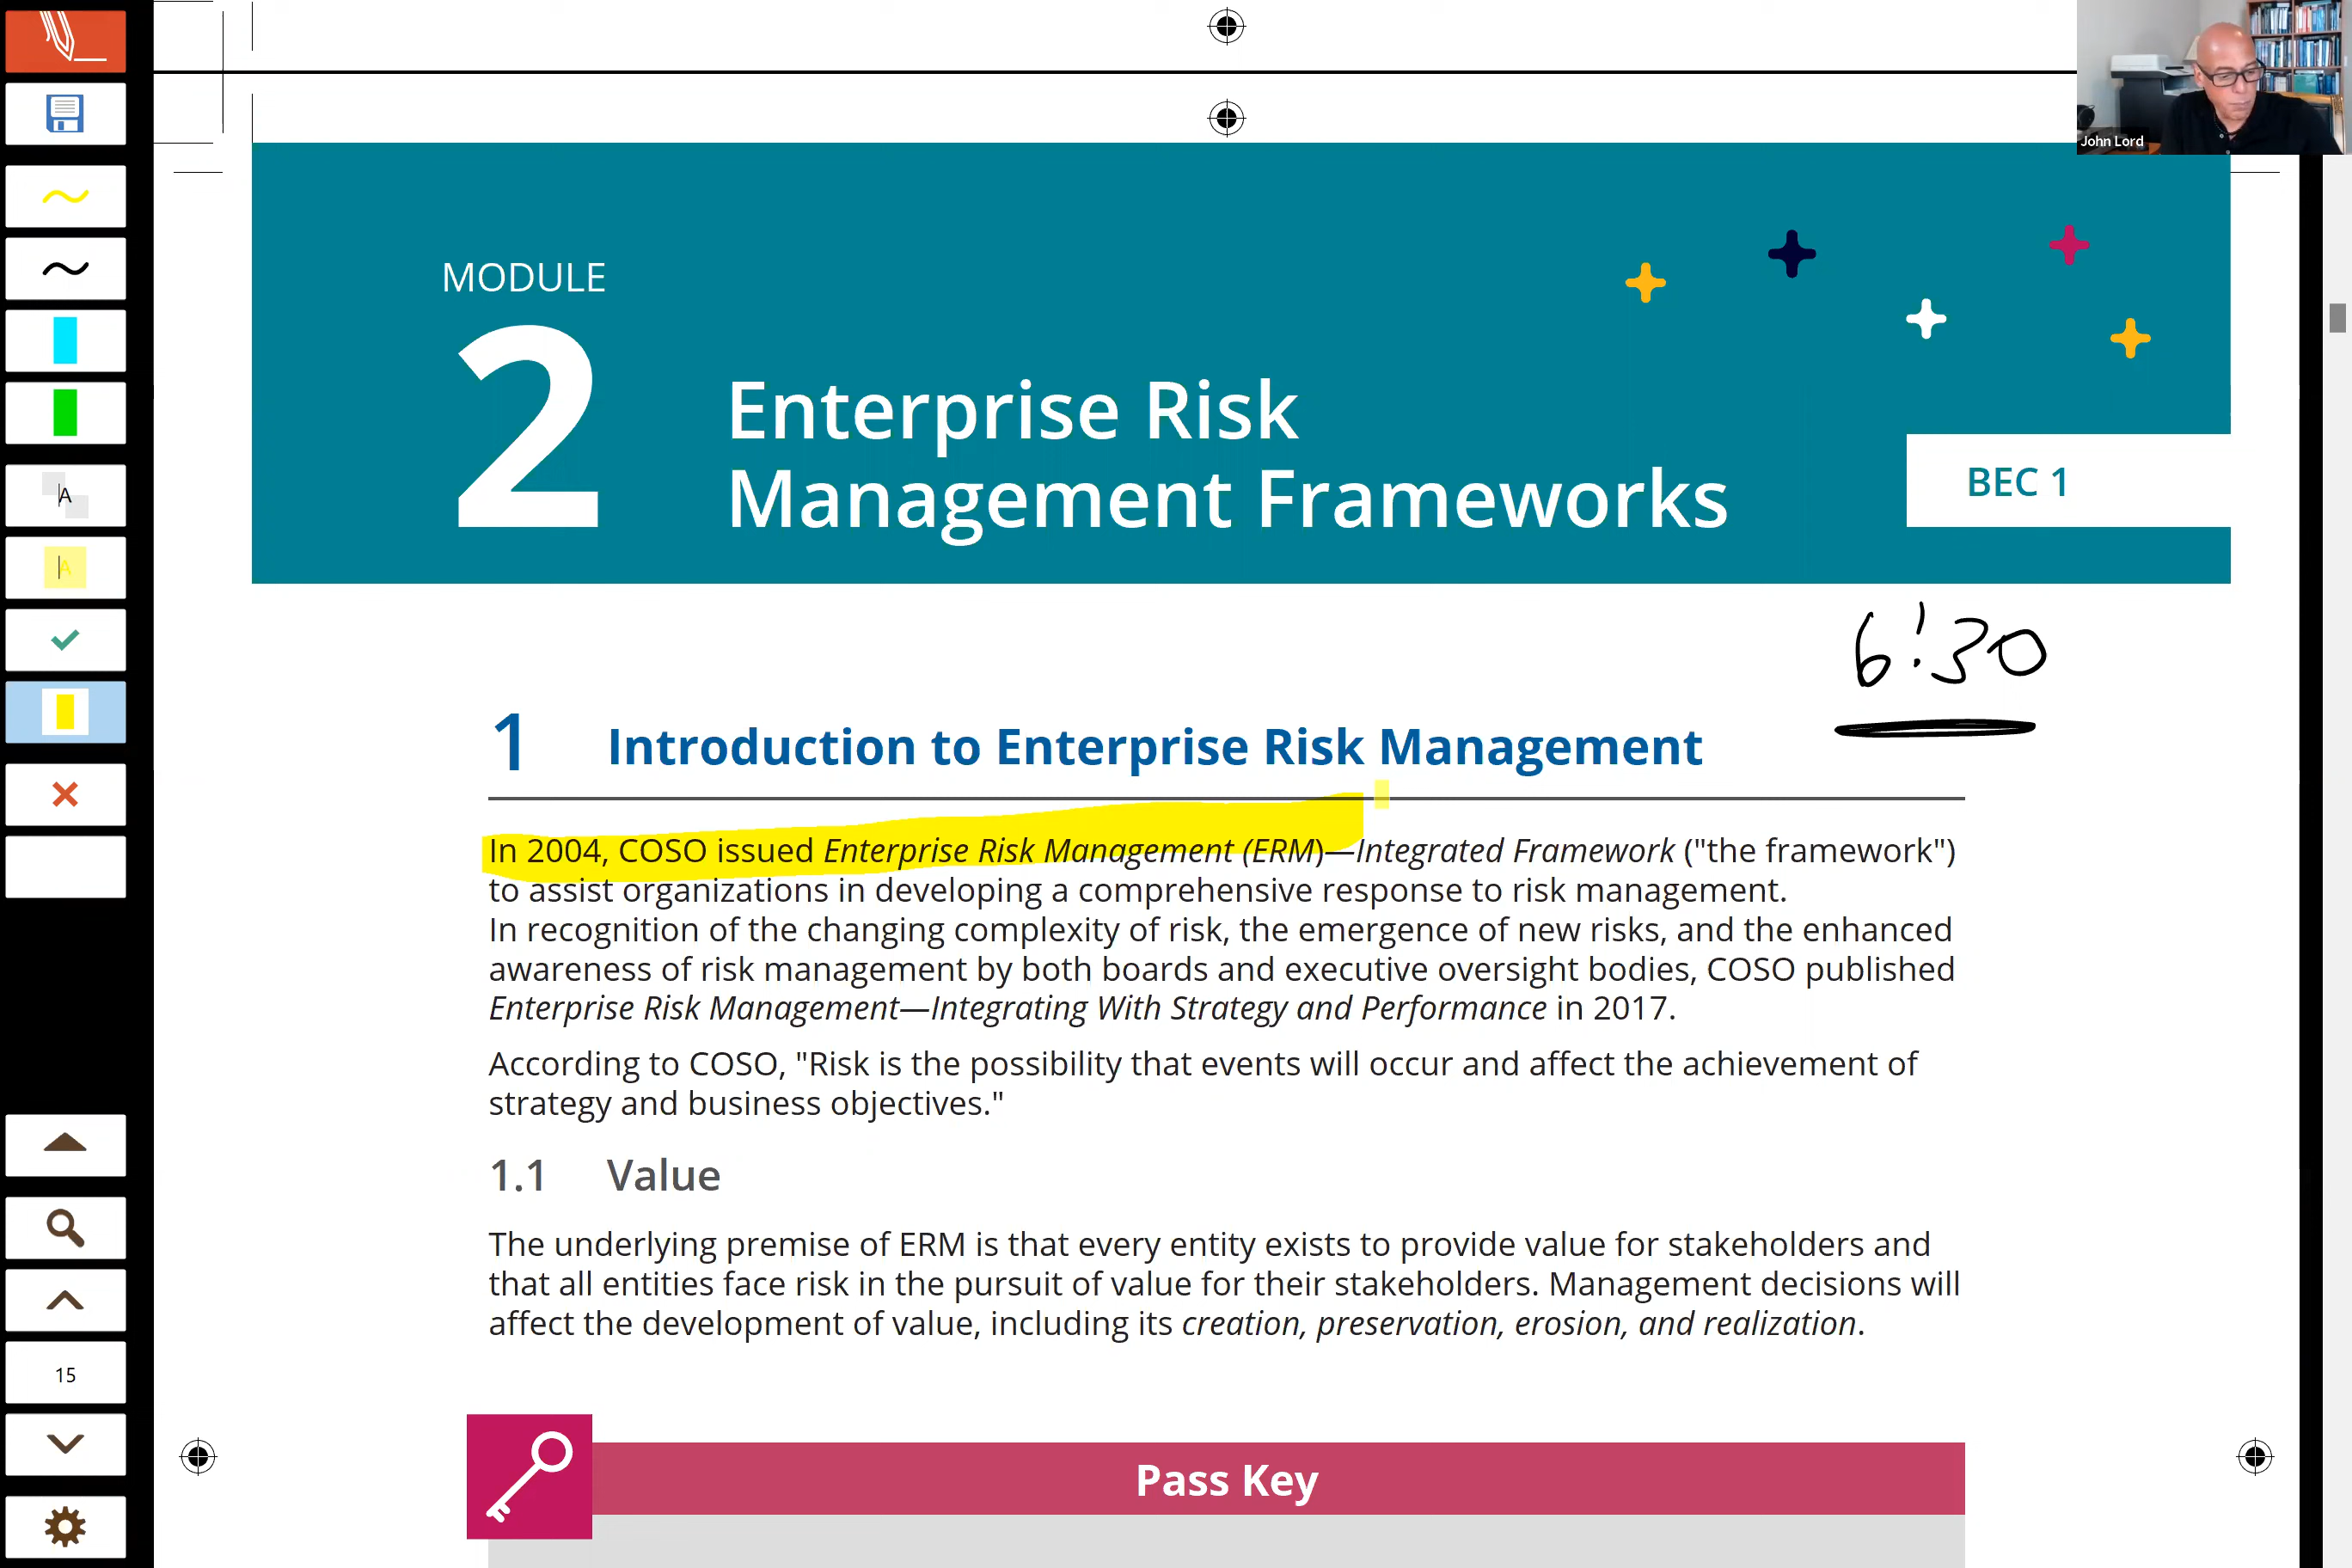 John Lord
MODULE
2
Enterprise Risk
Management Frameworks
BEC 1
6:30
1 Introduction to Enterprise Risk Management
In 2004, COSO issued Enterprise Risk Management (ERM)—Integrated Framework ("the framework")
to assist organizations in developing a comprehensive response to risk management.
In recognition of the changing complexity of risk, the emergence of new risks, and the enhanced
awareness of risk management by both boards and executive oversight bodies, COSO published
Enterprise Risk Management—Integrating With Strategy and Performance in 2017.
According to COSO, "Risk is the possibility that events will occur and affect the achievement of
strategy and business objectives."
1.1 Value
The underlying premise of ERM is that every entity exists to provide value for stakeholders and
that all entities face risk in the pursuit of value for their stakeholders. Management decisions will
affect the development of value, including its creation, preservation, erosion, and realization.
Pass Key
A
A
15